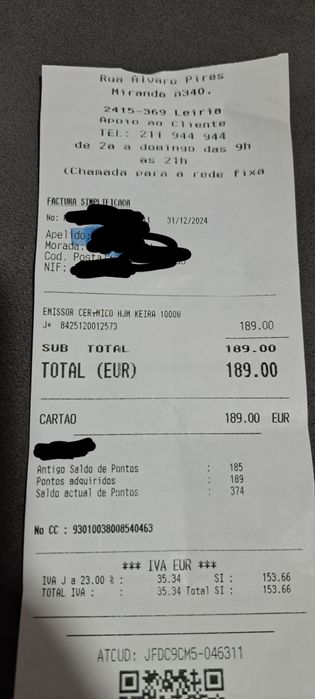 Rua Álvaro Pires
Miranda n340.
2415-369 Leiria
Apoio ao Cliente
TEL: 211 944 944
de 2a a domingo das 9h
as 21h
(Chamada para a rede fixa
FACTURA SIMPLIFICADA
No: 31/12/2024
Apelido:
Morada:
Cod. Postal
NIF:
EMISSOR CER+MICO HJM KEIRA 1000W
J* 8425120012573 189.00
SUB TOTAL 189.00
TOTAL (EUR) 189.00
CARTAO 189.00 EUR
Antigo Saldo de Pontos : 185
Pontos adquiridos : 189
Saldo actual de Pontos : 374
No CC : 93010038008540463
*** IVA EUR ***
IVA J a 23.00 % : 35.34 SI : 153.66
TOTAL IVA : 35.34 Total SI : 153.66
ATCUD: JFDC9CM5-046311